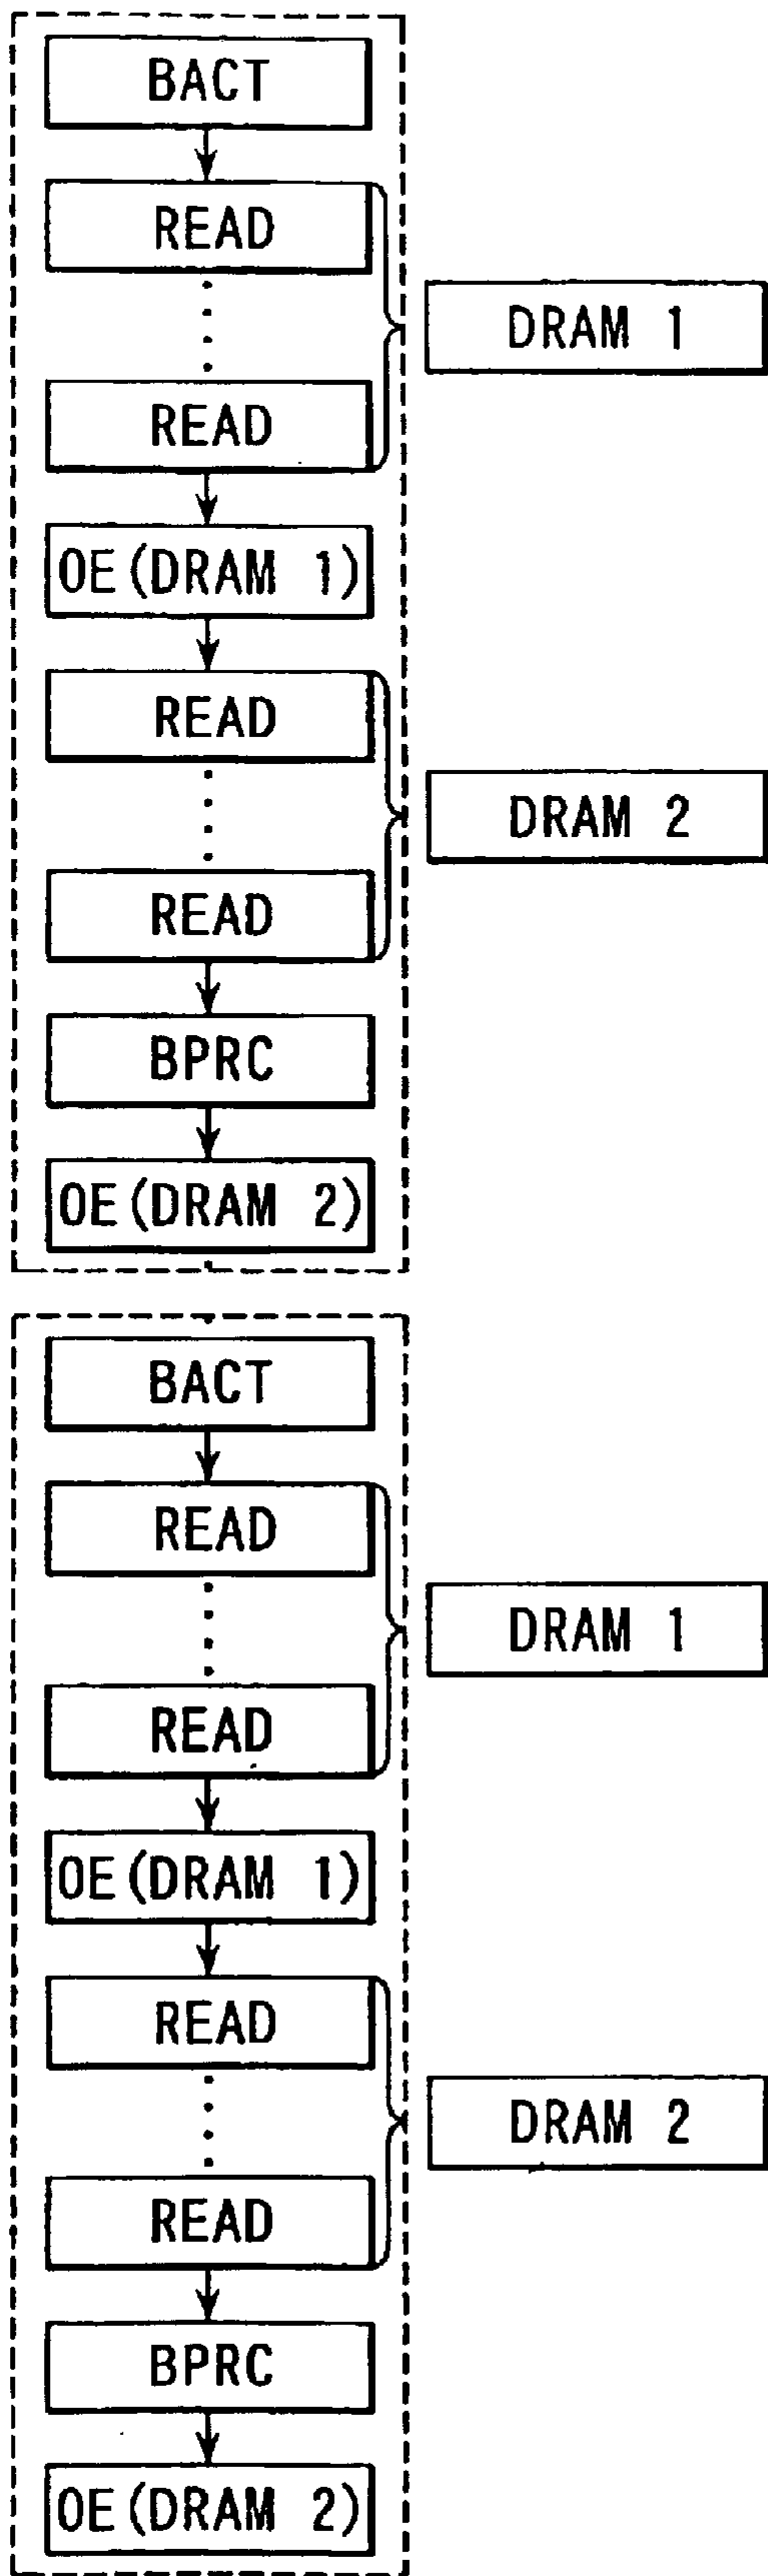 BACT
READ
DRAM 1
READ
OE(DRAM 1)
READ
DRAM 2
READ
BPRC
OE(DRAM 2)
BACT
READ
DRAM 1
READ
OE(DRAM 1)
READ
DRAM 2
READ
BPRC
OE(DRAM 2)